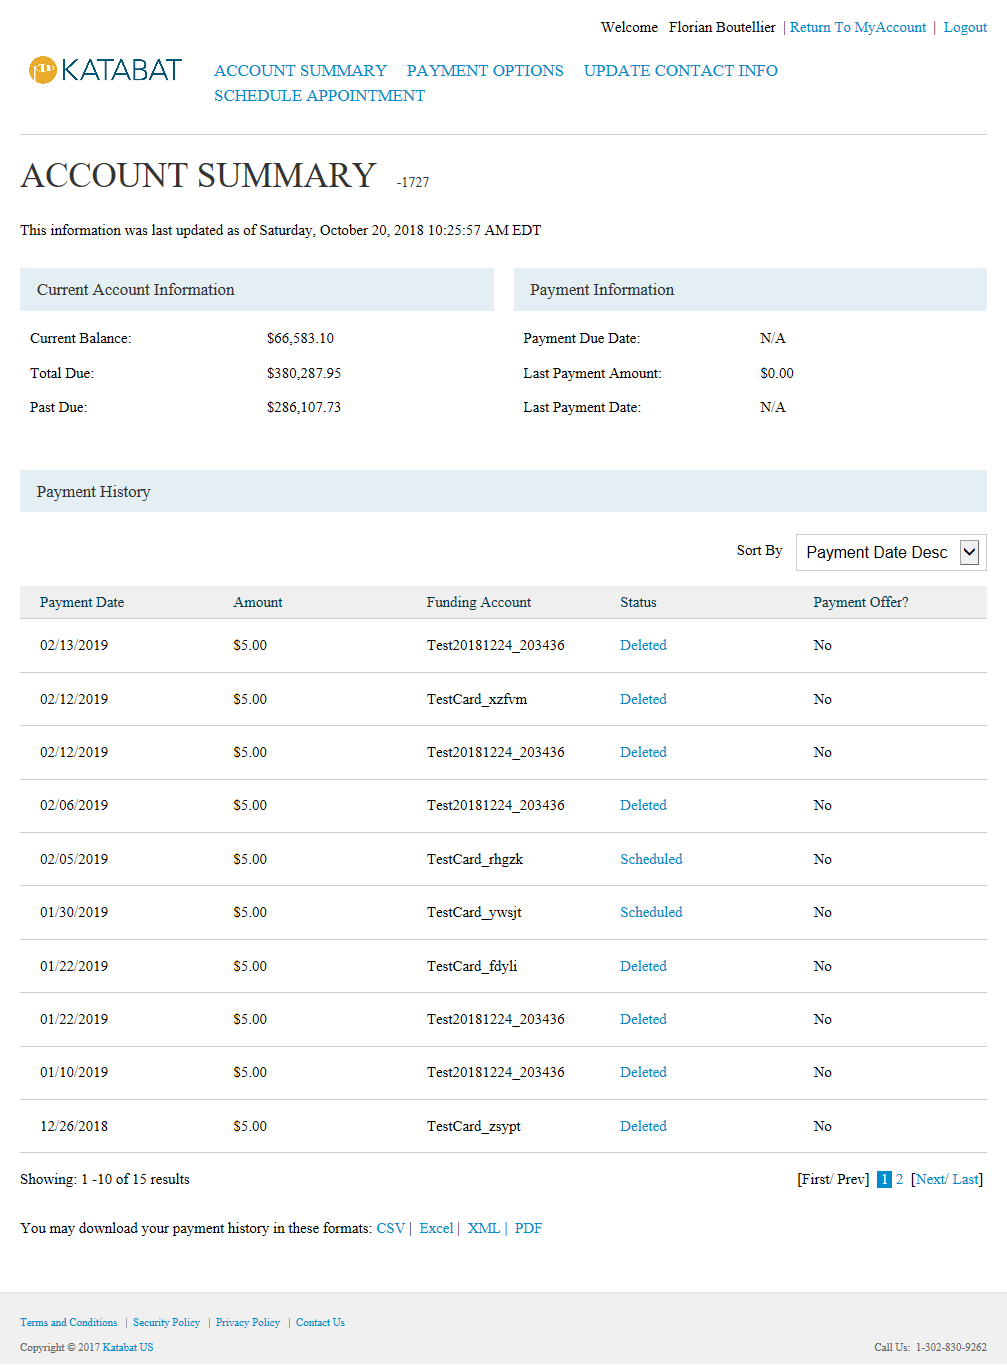 Welcome Florian Boutellier | Return To MyAccount | Logout
KATABAT
ACCOUNT SUMMARY PAYMENT OPTIONS UPDATE CONTACT INFO
SCHEDULE APPOINTMENT
ACCOUNT SUMMARY -1727
This information was last updated as of Saturday, October 20, 2018 10:25:57 AM EDT
Current Account Information
Current Balance: $66,583.10
Total Due: $380,287.95
Past Due: $286,107.73
Payment Information
Payment Due Date: N/A
Last Payment Amount: $0.00
Last Payment Date: N/A
Payment History
Sort By Payment Date Desc
Payment Date Amount Funding Account Status Payment Offer?
02/13/2019 $5.00 Test20181224_203436 Deleted No
02/12/2019 $5.00 TestCard_xzfvm Deleted No
02/12/2019 $5.00 Test20181224_203436 Deleted No
02/06/2019 $5.00 Test20181224_203436 Deleted No
02/05/2019 $5.00 TestCard_rhgzk Scheduled No
01/30/2019 $5.00 TestCard_ywsjt Scheduled No
01/22/2019 $5.00 TestCard_fdyli Deleted No
01/22/2019 $5.00 Test20181224_203436 Deleted No
01/10/2019 $5.00 Test20181224_203436 Deleted No
12/26/2018 $5.00 TestCard_zsypt Deleted No
Showing: 1 -10 of 15 results [First/ Prev] 1 2 [Next/ Last]
You may download your payment history in these formats: CSV | Excel | XML | PDF
Terms and Conditions | Security Policy | Privacy Policy | Contact Us
Copyright © 2017 Katabat US Call Us: 1-302-830-9262